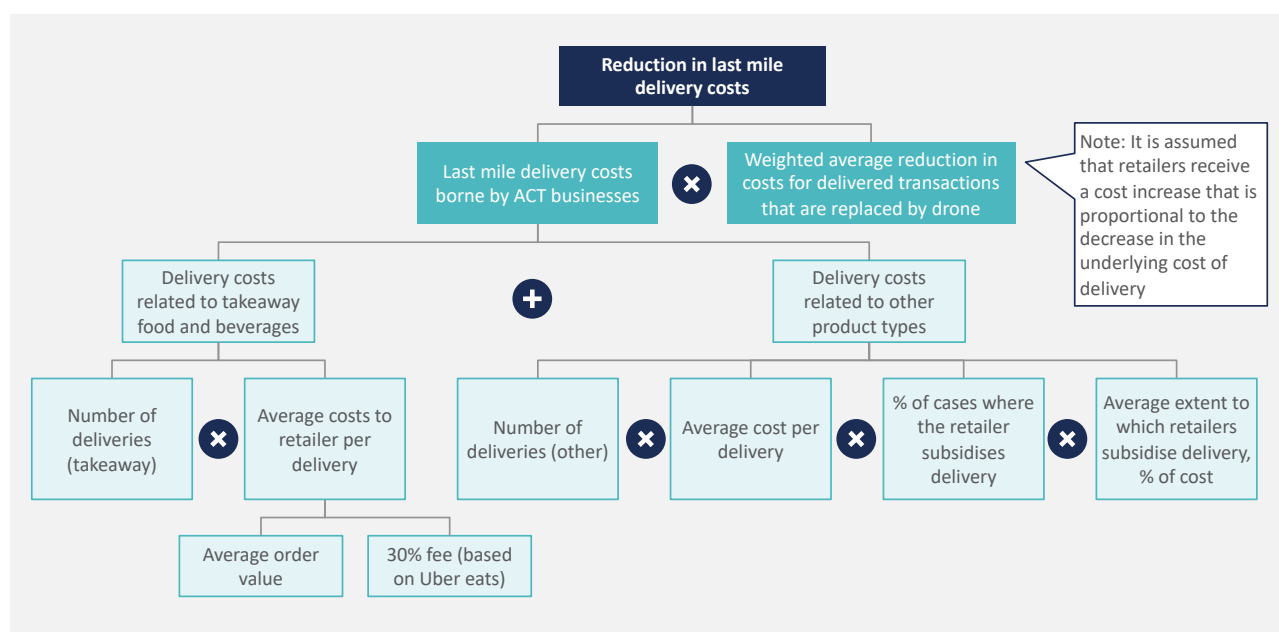 Reduction in last mile
delivery costs
Last mile delivery costs
borne by ACT businesses
Weighted average reduction in
costs for delivered transactions
that are replaced by drone
Note: It is assumed
that retailers receive
a cost increase that is
proportional to the
decrease in the
underlying cost of
delivery
Delivery costs
related to takeaway
food and beverages
Delivery costs
related to other
product types
Number of
deliveries
(takeaway)
Average costs to
retailer per
delivery
Number of
deliveries (other)
Average cost per
delivery
% of cases where
the retailer
subsidises
delivery
Average extent to
which retailers
subsidise delivery,
% of cost
Average order
value
30% fee (based
on Uber eats)